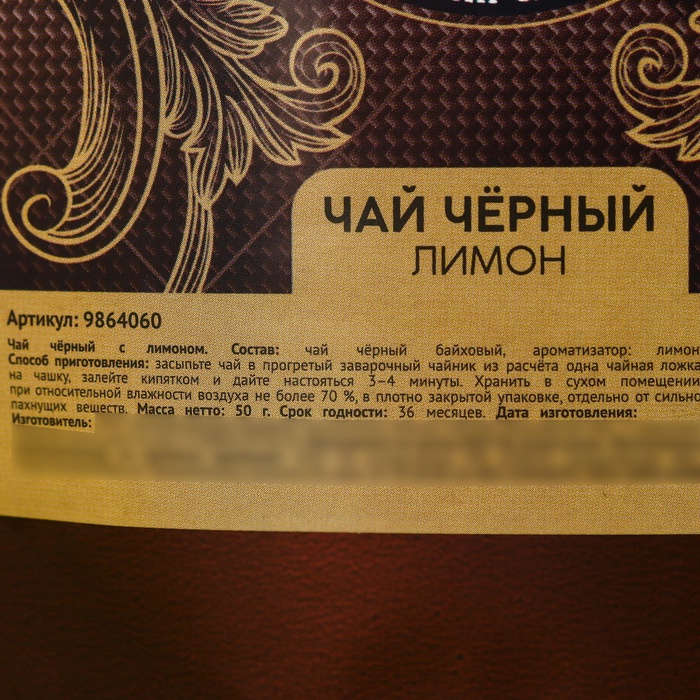 ЧАЙ ЧЁРНЫЙ
ЛИМОН
Артикул: 9864060
Чай чёрный с лимоном. Состав: чай чёрный байховый, ароматизатор: лимон
Способ приготовления: засыпьте чай в прогретый заварочный чайник из расчёта одна чайная ложка
на чашку, залейте кипятком и дайте настояться 3–4 минуты. Хранить в сухом помещении
при относительной влажности воздуха не более 70 %, в плотно закрытой упаковке, отдельно от сильно
пахнущих веществ. Масса нетто: 50 г. Срок годности: 36 месяцев. Дата изготовления:
Изготовитель: